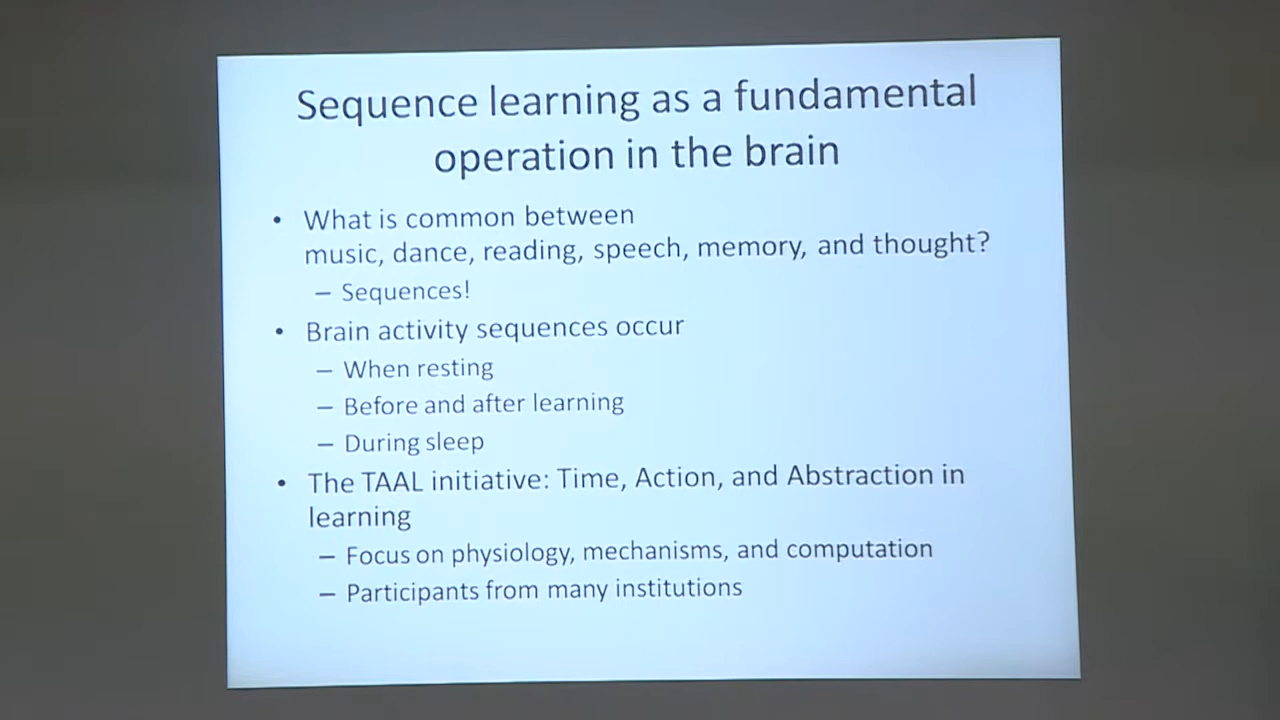 Sequence learning as a fundamental
operation in the brain
• What is common between
music, dance, reading, speech, memory, and thought?
– Sequences!
• Brain activity sequences occur
– When resting
– Before and after learning
– During sleep
• The TAAL initiative: Time, Action, and Abstraction in
learning
– Focus on physiology, mechanisms, and computation
– Participants from many institutions